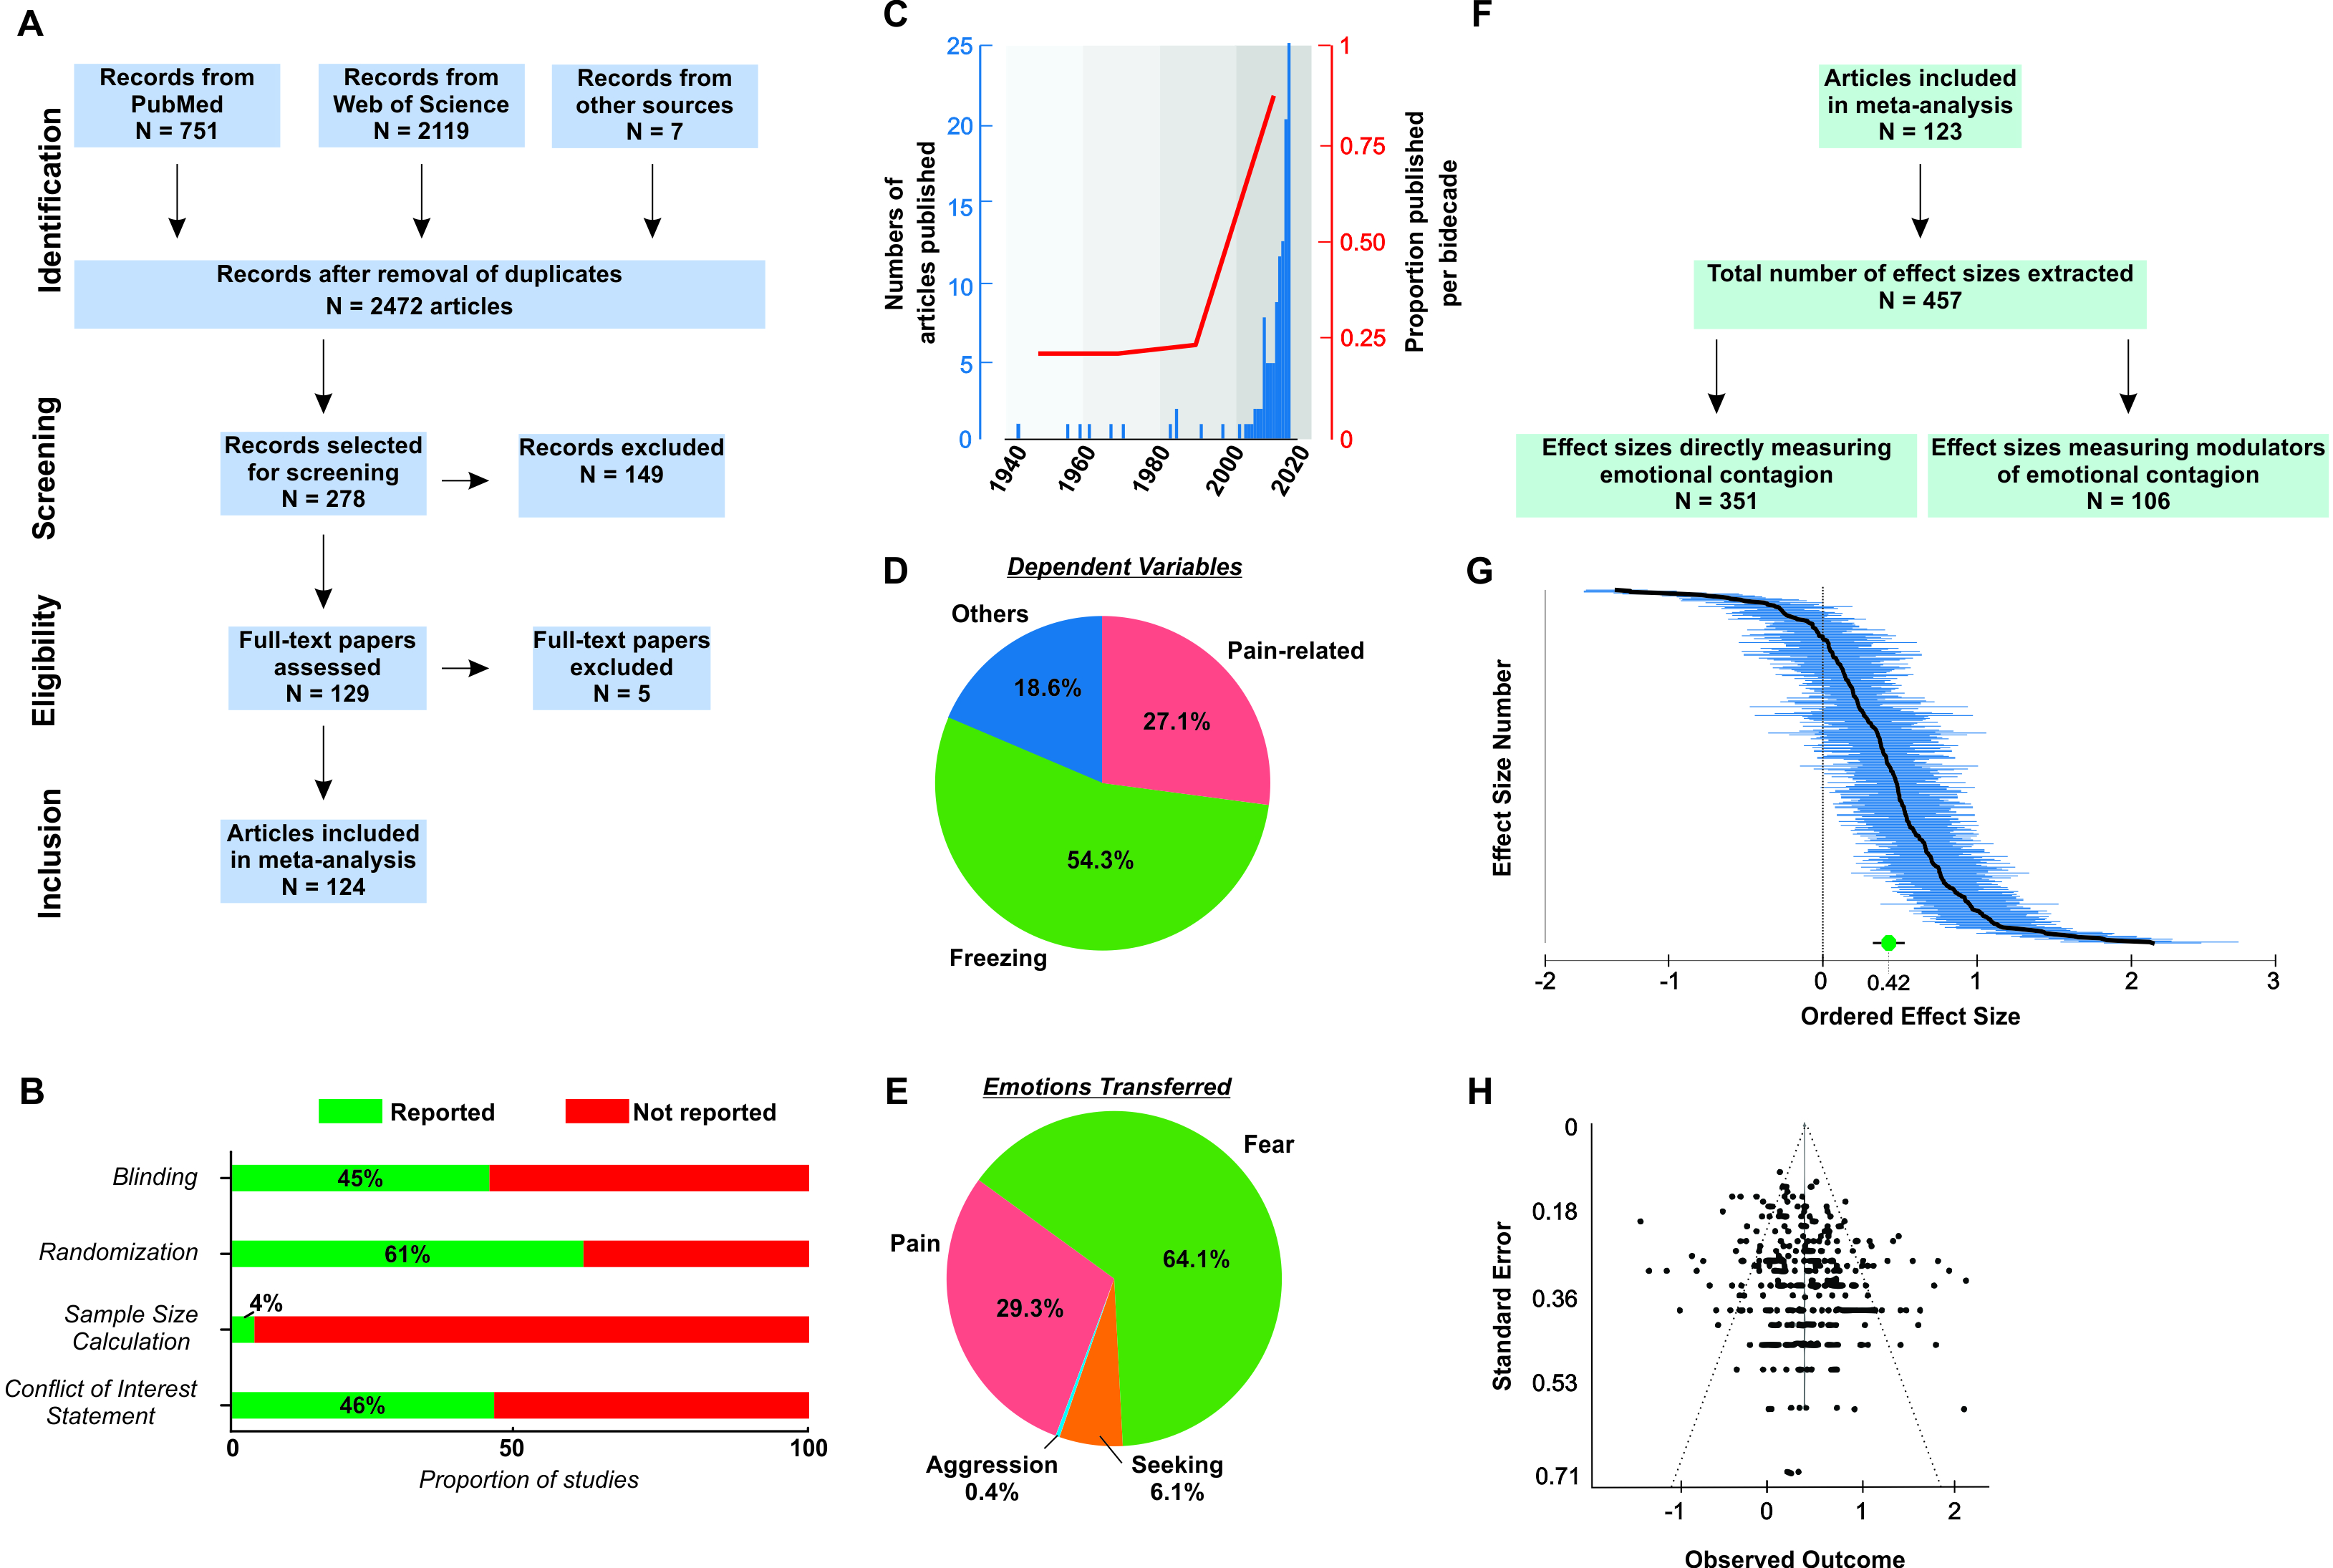 A
Records from
PubMed
N = 751
Records from
Web of Science
N = 2119
Records from
other sources
N = 7
Identification
Records after removal of duplicates
N = 2472 articles
Screening
Records selected
for screening
N = 278
Records excluded
N = 149
Eligibility
Full-text papers
assessed
N = 129
Full-text papers
excluded
N = 5
Inclusion
Articles included
in meta-analysis
N = 124
B
Reported
Not reported
Blinding
45%
Randomization
61%
Sample Size
Calculation
4%
Conflict of Interest
Statement
46%
0
50
100
Proportion of studies
C
Numbers of
articles published
25
20
15
10
5
0
1940
1960
1980
2000
2020
1
0.75
0.50
0.25
0
Proportion published
per bidecade
D
Dependent Variables
Others
18.6%
Pain-related
27.1%
54.3%
Freezing
E
Emotions Transferred
Fear
64.1%
Pain
29.3%
Aggression
0.4%
Seeking
6.1%
F
Articles included
in meta-analysis
N = 123
Total number of effect sizes extracted
N = 457
Effect sizes directly measuring
emotional contagion
N = 351
Effect sizes measuring modulators
of emotional contagion
N = 106
G
Effect Size Number
-2
-1
0
0.42
1
2
3
Ordered Effect Size
H
Standard Error
0
0.18
0.36
0.53
0.71
-1
0
1
2
Observed Outcome